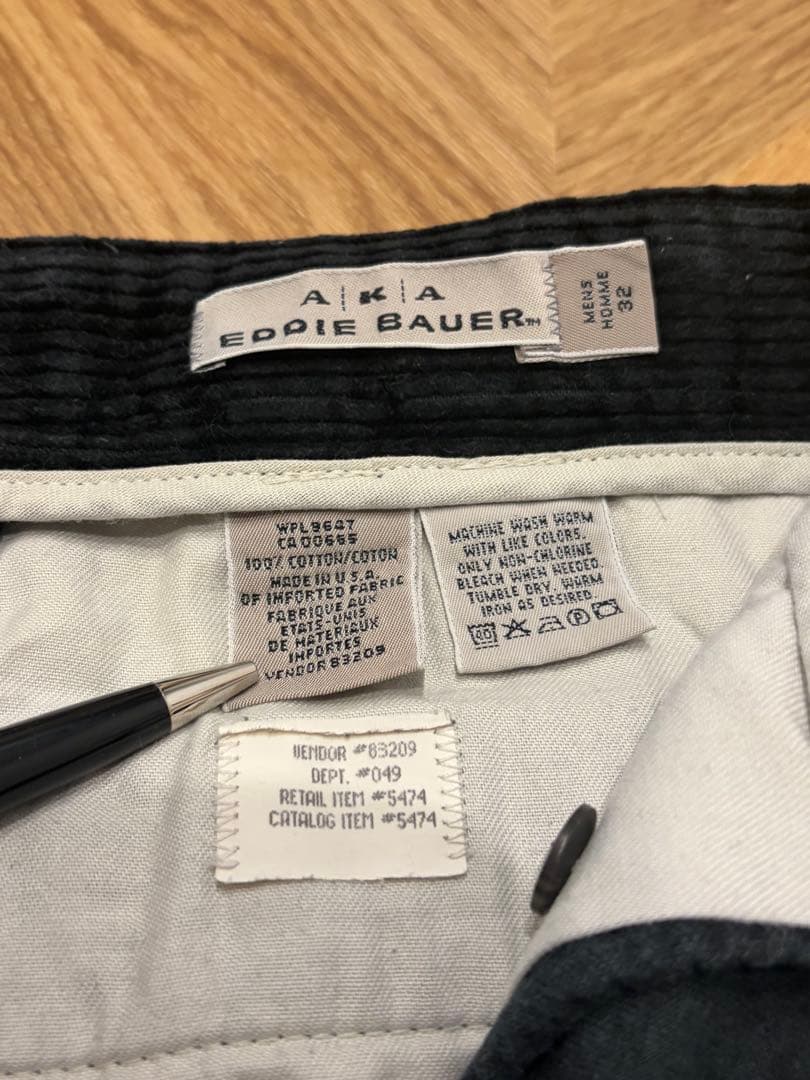 A|K|A
EDDIE BAUER™
MENS
HOMME
32
WPL9647
CA00665
100% COTTON/COTON
MADE IN U.S.A.
OF IMPORTED FABRIC
FABRIQUE AUX
ETATS-UNIS
DE MATERIAUX
IMPORTES
VENDOR 83209
MACHINE WASH WARM
WITH LIKE COLORS.
ONLY NON-CHLORINE
BLEACH WHEN NEEDED.
TUMBLE DRY, WARM
IRON AS DESIRED.
40
VENDOR #83209
DEPT. #049
RETAIL ITEM #5474
CATALOG ITEM #5474